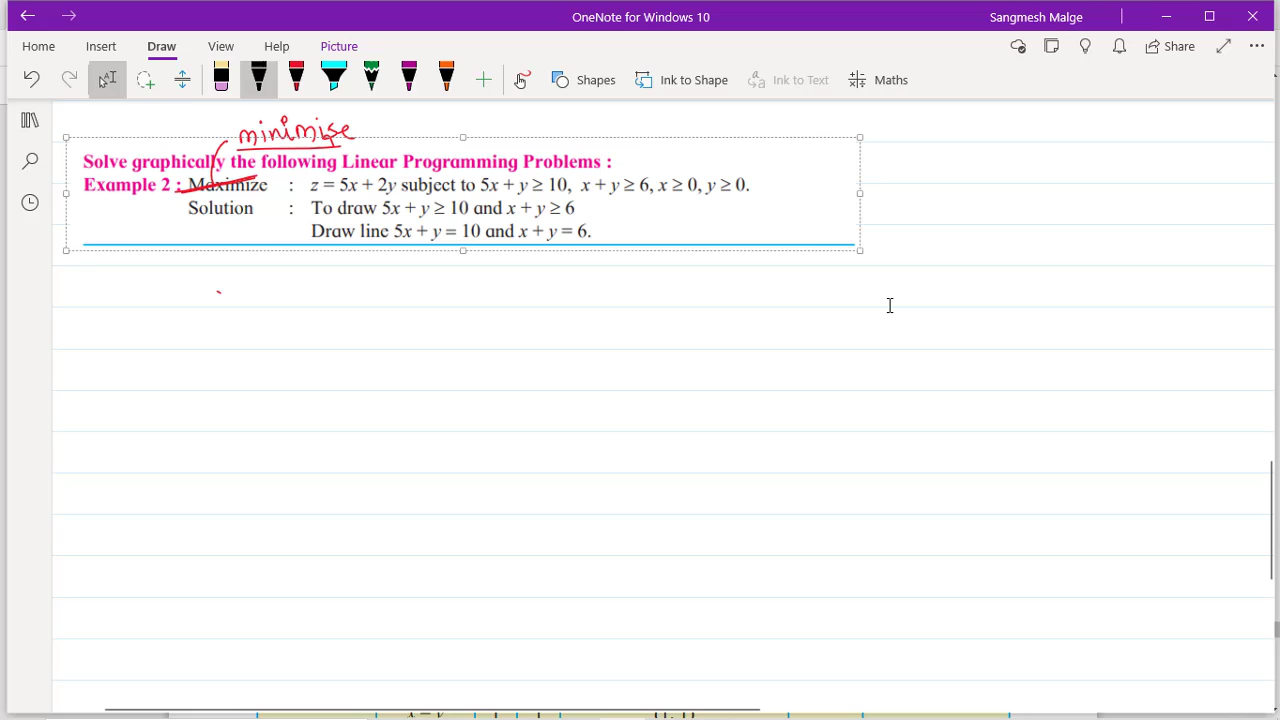 OneNote for Windows 10
Sangmesh Malge
Home Insert Draw View Help Picture
Share
Shapes Ink to Shape Ink to Text Maths
minimise
Solve graphically the following Linear Programming Problems :
Example 2 : Maximize : z = 5x + 2y subject to 5x + y ≥ 10, x + y ≥ 6, x ≥ 0, y ≥ 0.
Solution : To draw 5x + y ≥ 10 and x + y ≥ 6
Draw line 5x + y = 10 and x + y = 6.